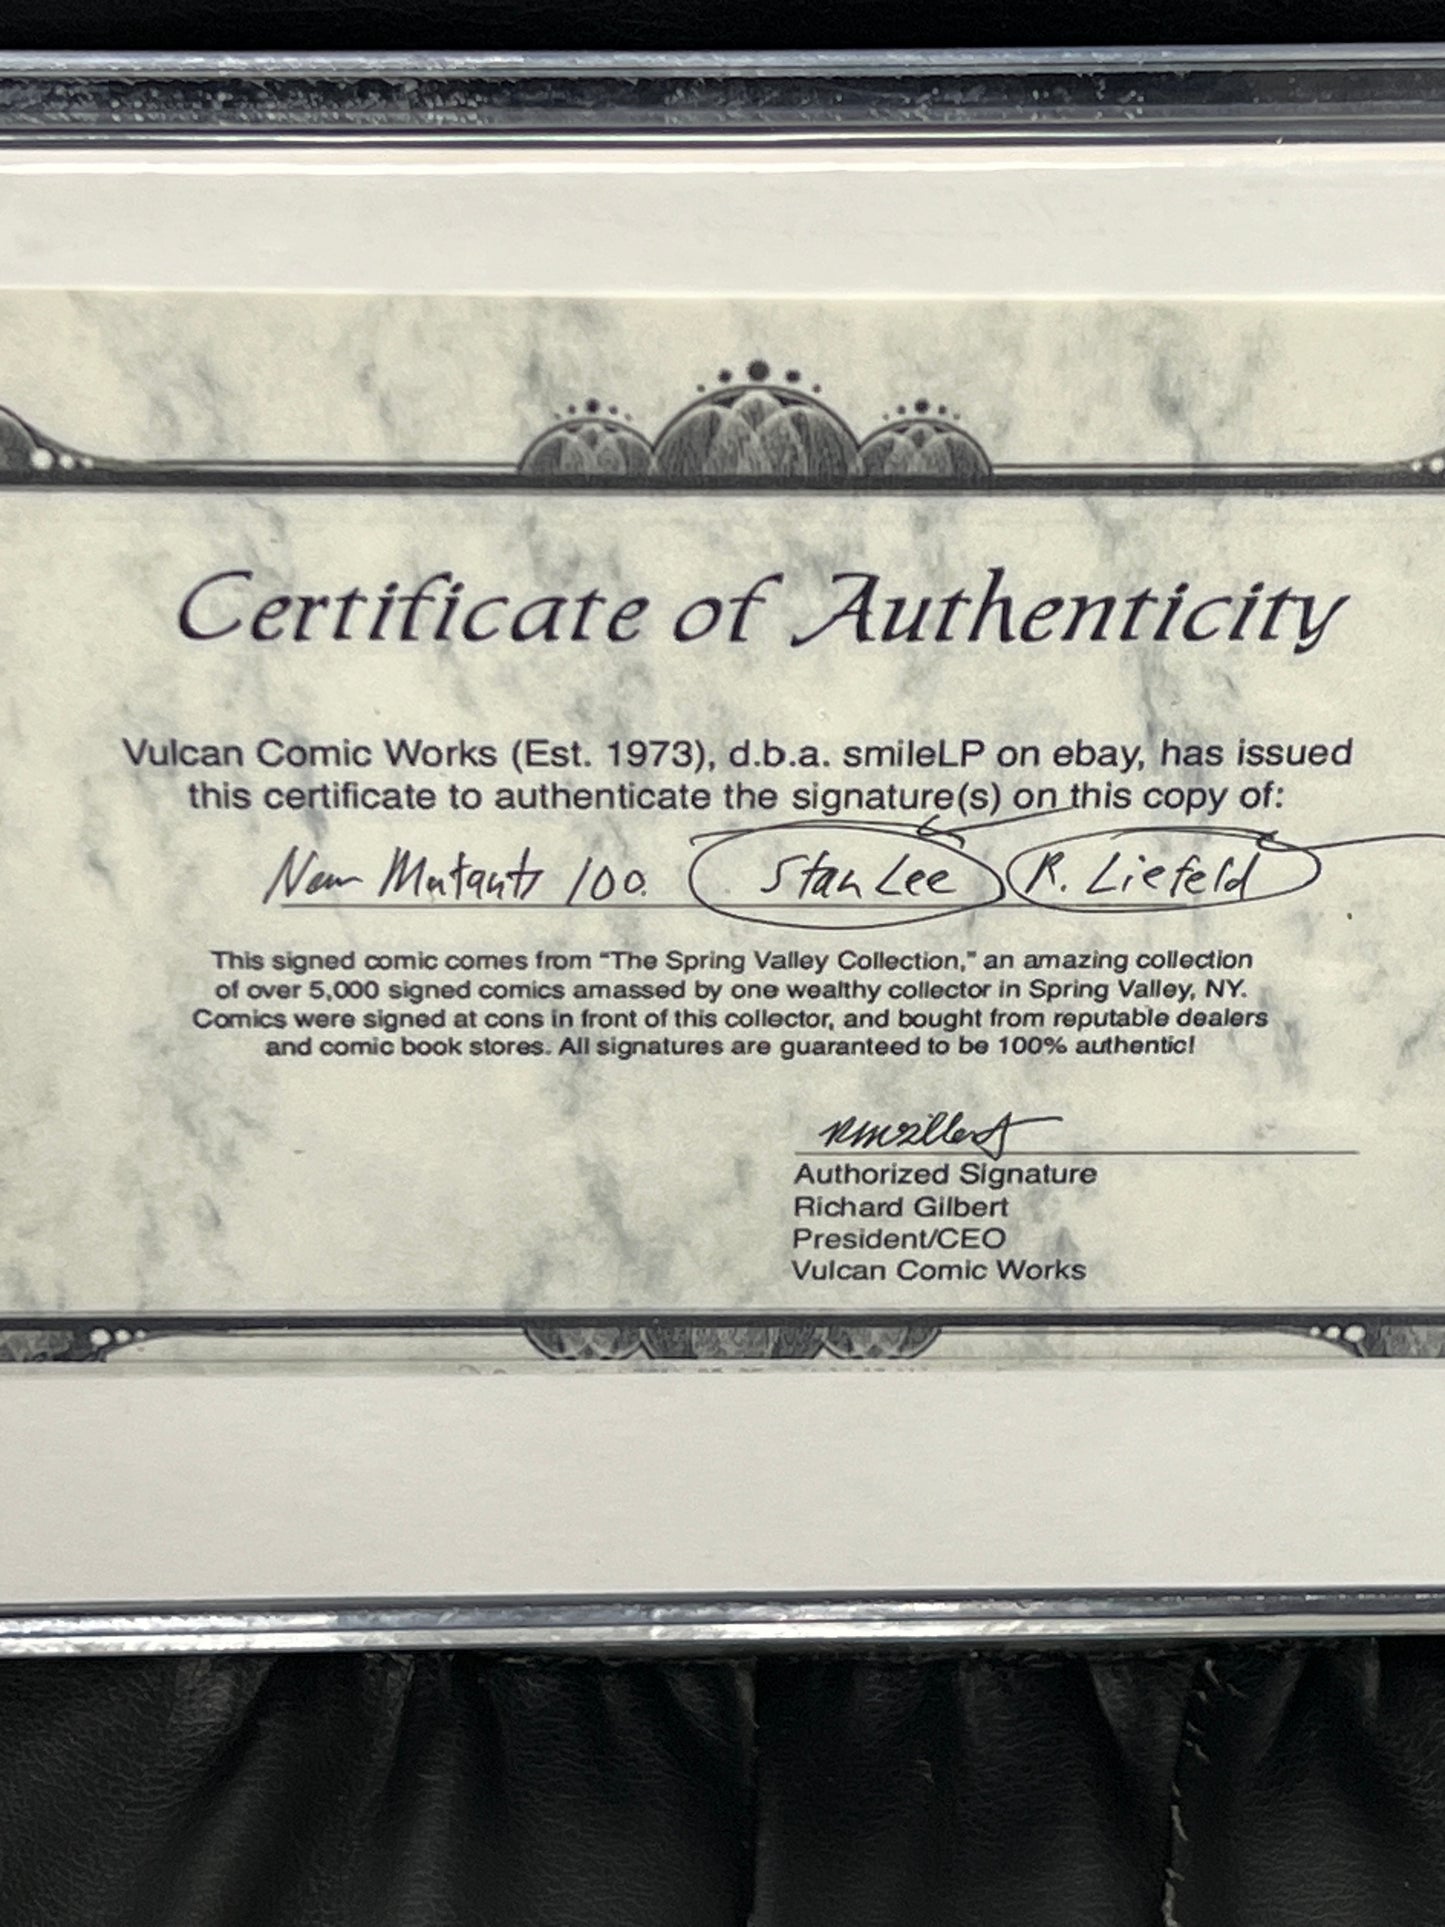 Certificate of Authenticity
Vulcan Comic Works (Est. 1973), d.b.a. smileLP on ebay, has issued
this certificate to authenticate the signature(s) on this copy of:
New Mutants 100. Stan Lee R. Liefeld
This signed comic comes from “The Spring Valley Collection,” an amazing collection
of over 5,000 signed comics amassed by one wealthy collector in Spring Valley, NY.
Comics were signed at cons in front of this collector, and bought from reputable dealers
and comic book stores. All signatures are guaranteed to be 100% authentic!
Authorized Signature
Richard Gilbert
President/CEO
Vulcan Comic Works